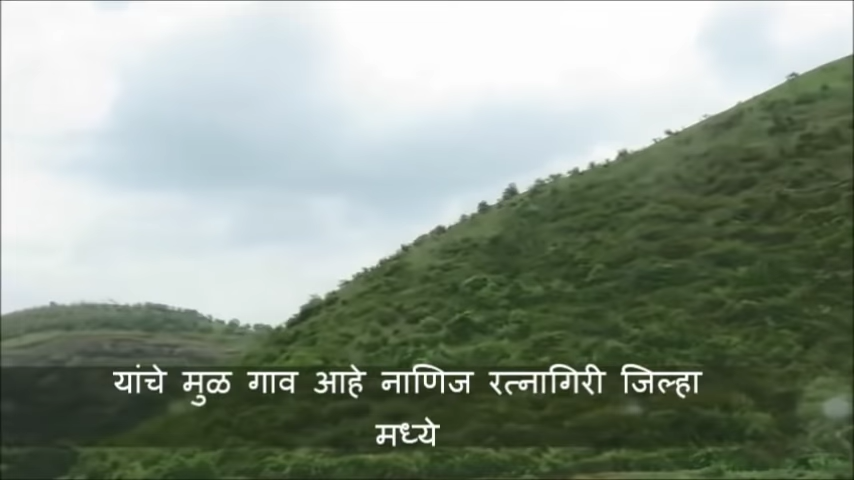 यांचे मुळ गाव आहे नाणिज रत्नागिरी जिल्हा
मध्ये